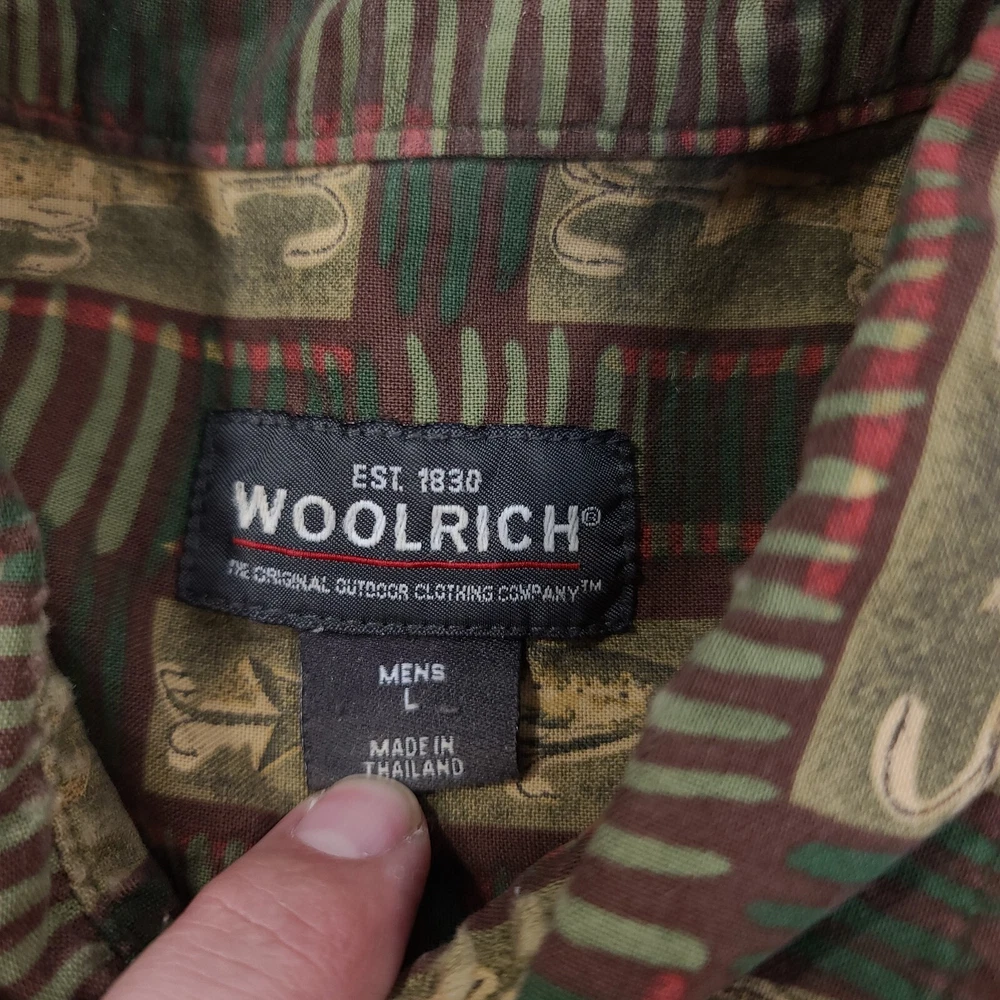 EST. 1830
WOOLRICH®
THE ORIGINAL OUTDOOR CLOTHING COMPANY™
MENS
L
MADE IN
THAILAND